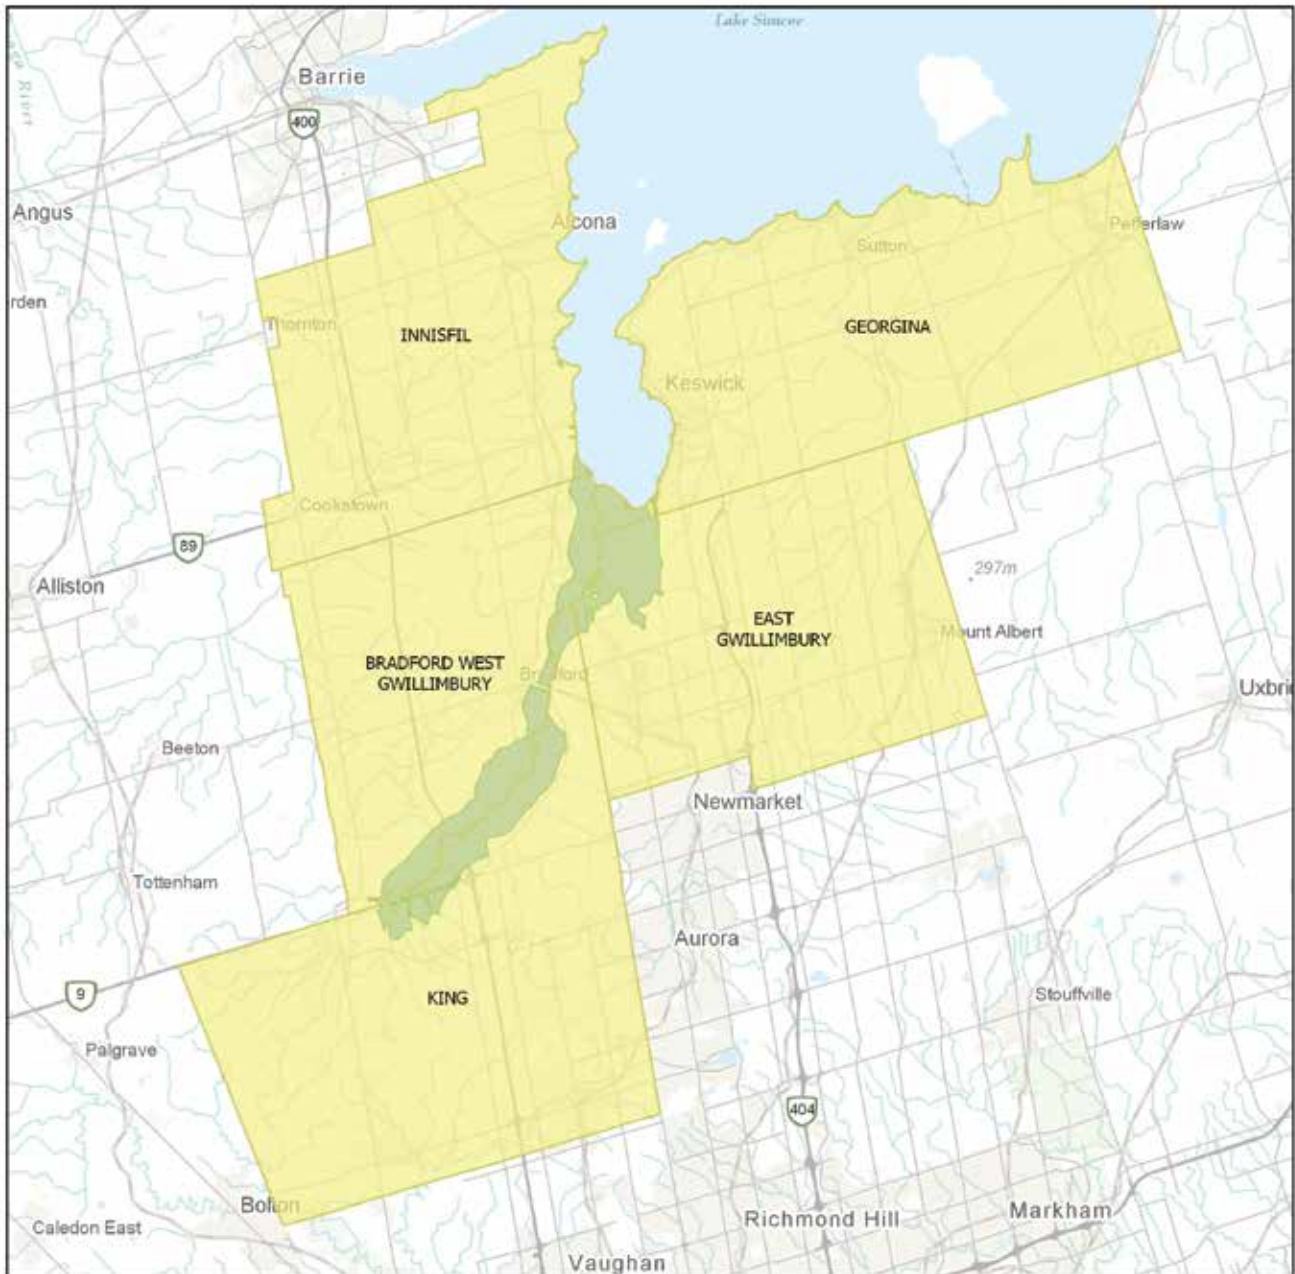 Lake Simcoe
Barrie
400
River
Angus
Alcona
Pefferlaw
Sutton
rden
Thornton
INNISFIL
GEORGINA
Keswick
Cookstown
89
297m
Alliston
EAST
GWILLIMBURY
Mount Albert
BRADFORD WEST
GWILLIMBURY
Bradford
Uxbri
Beeton
Newmarket
Tottenham
Aurora
9
KING
Stouffville
Palgrave
404
Bolton
Caledon East
Richmond Hill
Markham
Vaughan